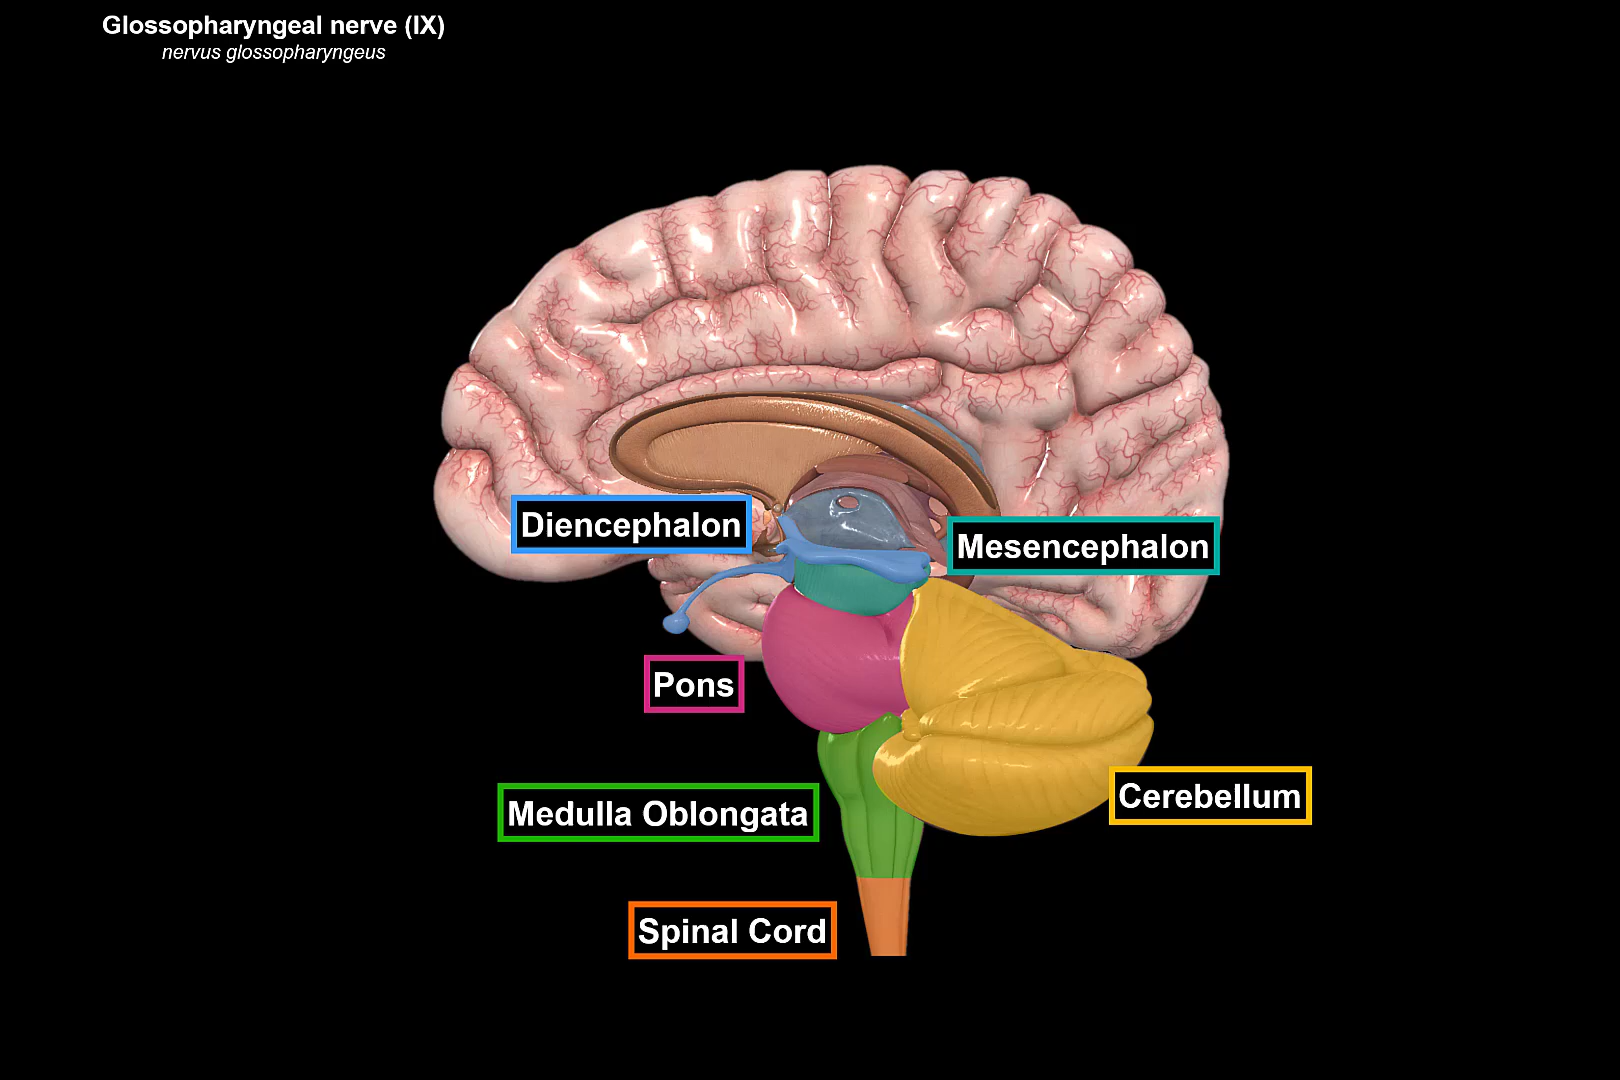 Glossopharyngeal nerve (IX)
nervus glossopharyngeus
Diencephalon
Mesencephalon
Pons
Cerebellum
Medulla Oblongata
Spinal Cord